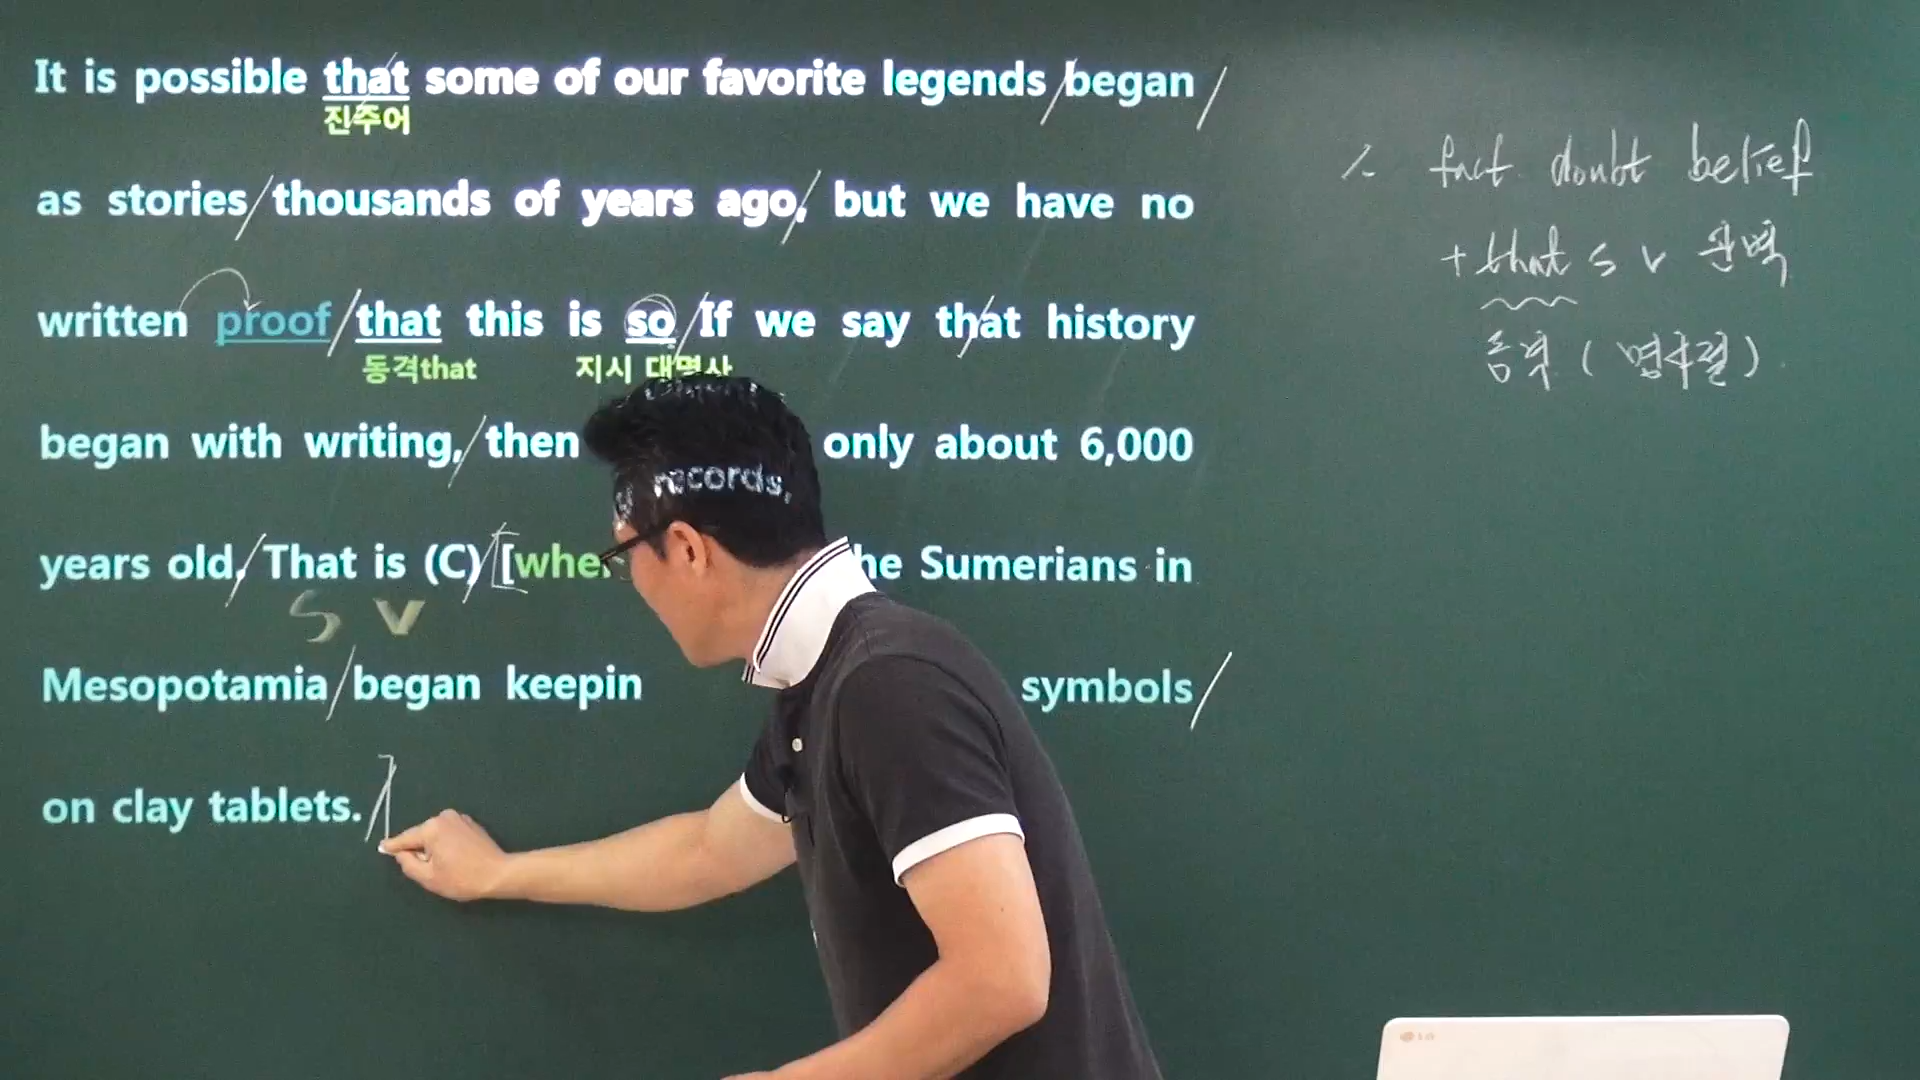 It is possible that some of our favorite legends began
진주어
as stories thousands of years ago, but we have no
written proof that this is so. If we say that history
동격that 지시 대명사
began with writing, then only about 6,000
records,
years old. That is (C) [when the Sumerians in
S V
Mesopotamia began keepin symbols
on clay tablets. ]
fact doubt belief
+ that S V 완벽
동격 ( 명사절 )
LG